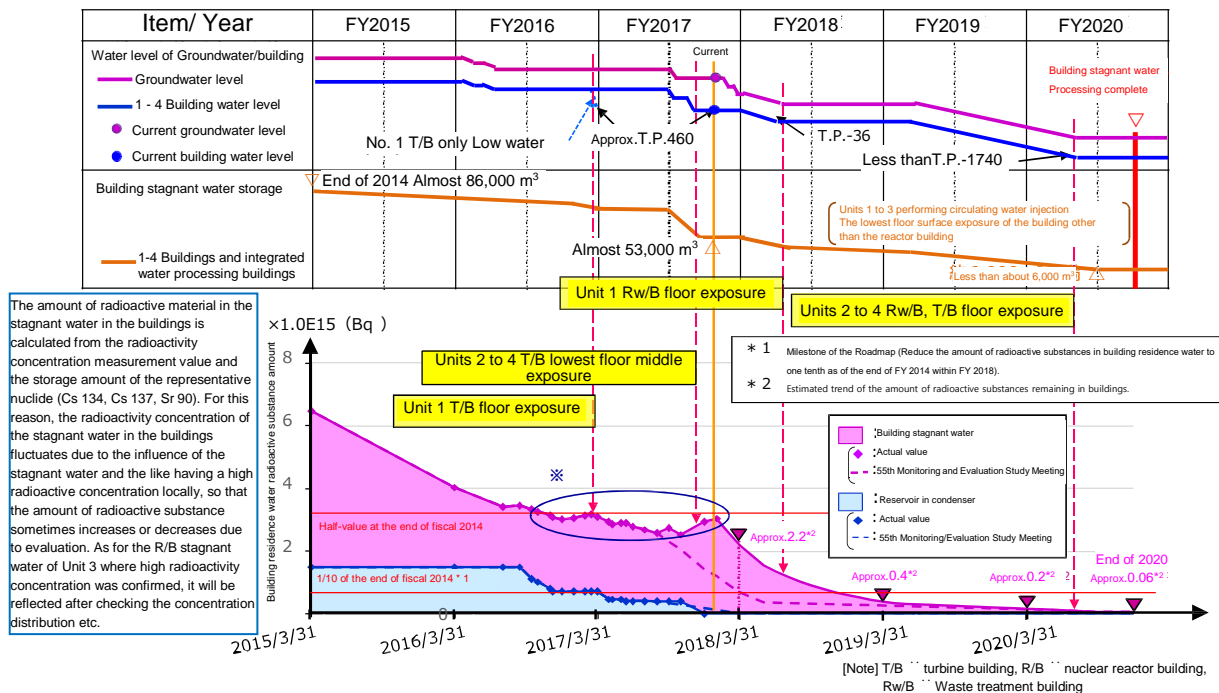 Item/ Year
FY2015
FY2016
FY2017
FY2018
FY2019
FY2020
Water level of Groundwater/building
Groundwater level
1 - 4 Building water level
Current groundwater level
Current building water level
Current
No. 1 T/B only Low water
Approx.T.P.460
T.P.-36
Less thanT.P.-1740
Building stagnant water
Processing complete
Building stagnant water storage
End of 2014 Almost 86,000 m³
1-4 Buildings and integrated
water processing buildings
Almost 53,000 m³
Units 1 to 3 performing circulating water injection
The lowest floor surface exposure of the building other
than the reactor building
Less than about 6,000 m³
Unit 1 Rw/B floor exposure
Units 2 to 4 Rw/B, T/B floor exposure
Units 2 to 4 T/B lowest floor middle
exposure
Unit 1 T/B floor exposure
The amount of radioactive material in the
stagnant water in the buildings is
calculated from the radioactivity
concentration measurement value and
the storage amount of the representative
nuclide (Cs 134, Cs 137, Sr 90). For this
reason, the radioactivity concentration of
the stagnant water in the buildings
fluctuates due to the influence of the
stagnant water and the like having a high
radioactive concentration locally, so that
the amount of radioactive substance
sometimes increases or decreases due
to evaluation. As for the R/B stagnant
water of Unit 3 where high radioactivity
concentration was confirmed, it will be
reflected after checking the concentration
distribution etc.
×1.0E15（Bq ）
Building residence water radioactive substance amount
8
6
4
2
0
※
Half-value at the end of fiscal 2014
1/10 of the end of fiscal 2014 * 1
＊1 Milestone of the Roadmap (Reduce the amount of radioactive substances in building residence water to
one tenth as of the end of FY 2014 within FY 2018).
＊2 Estimated trend of the amount of radioactive substances remaining in buildings.
:Building stagnant water
:Actual value
:55th Monitoring and Evaluation Study Meeting
:Reservoir in condenser
:Actual value
:55th Monitoring/Evaluation Study Meeting
Approx.2.2*2
Approx.0.4*2
Approx.0.2*2
2
End of 2020
Approx.0.06*2
2015/3/31
2016/3/31
2017/3/31
2018/3/31
2019/3/31
2020/3/31
[Note] T/B ｀｀ turbine building, R/B ｀｀ nuclear reactor building,
Rw/B ｀｀ Waste treatment building